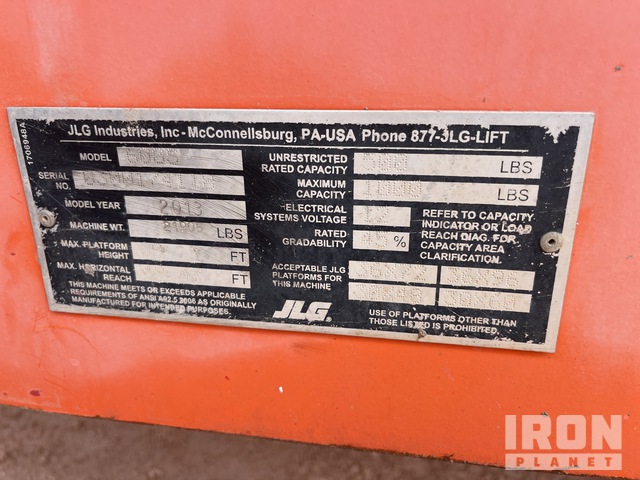 1706948A
JLG Industries, Inc - McConnellsburg, PA-USA Phone 877-JLG-LIFT
MODEL
SERIAL NO.
MODEL YEAR 2013
MACHINE WT. LBS
MAX. PLATFORM HEIGHT FT
MAX. HORIZONTAL REACH FT
THIS MACHINE MEETS OR EXCEEDS APPLICABLE
REQUIREMENTS OF ANSI A92.5 2006 AS ORIGINALLY
MANUFACTURED FOR INTENDED PURPOSES.
UNRESTRICTED RATED CAPACITY LBS
MAXIMUM CAPACITY LBS
ELECTRICAL SYSTEMS VOLTAGE
RATED GRADABILITY %
REFER TO CAPACITY
INDICATOR OR LOAD
REACH DIAG. FOR
CAPACITY AREA
CLARIFICATION.
ACCEPTABLE JLG
PLATFORMS FOR
THIS MACHINE
JLG®
USE OF PLATFORMS OTHER THAN
THOSE LISTED IS PROHIBITED.
IRON
PLANET